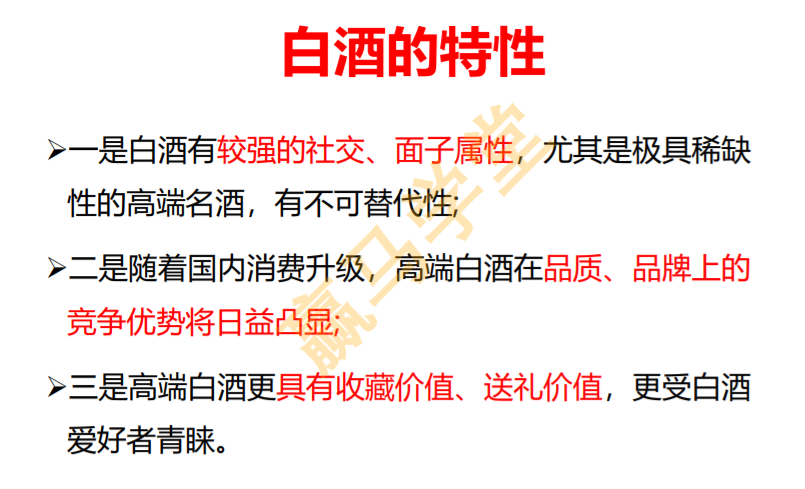 白酒的特性
➢一是白酒有较强的社交、面子属性，尤其是极具稀缺
性的高端名酒，有不可替代性;
➢二是随着国内消费升级，高端白酒在品质、品牌上的
竞争优势将日益凸显;
➢三是高端白酒更具有收藏价值、送礼价值，更受白酒
爱好者青睐。
赢马学堂